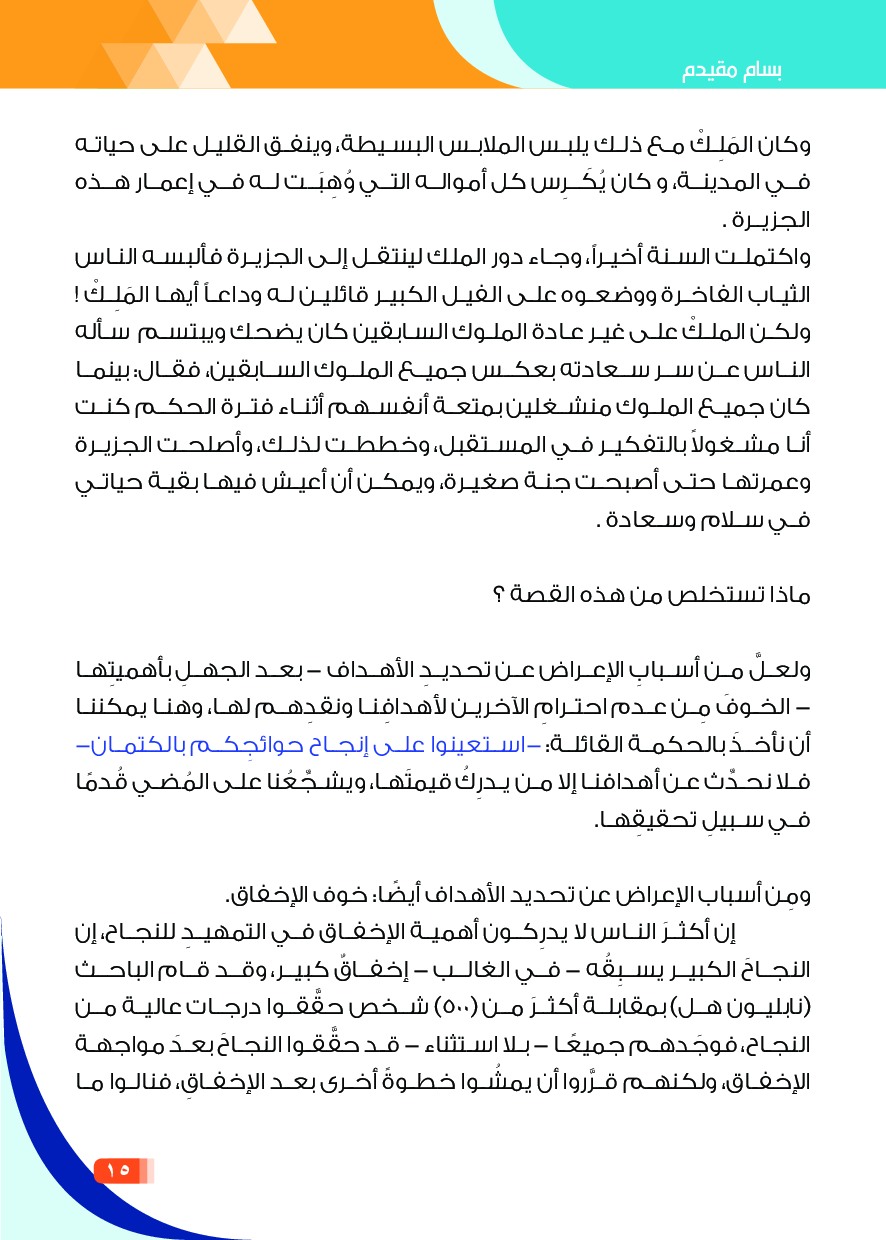 بسام مقيدم
وكان المَلِكْ مع ذلك يلبس الملابس البسيطة، وينفق القليل على حياته
في المدينة، و كان يُكَرِس كل أمواله التي وُهِبَت له في إعمار هذه
الجزيرة .
واكتملت السنة أخيراً، وجاء دور الملك لينتقل إلى الجزيرة فألبسه الناس
الثياب الفاخرة ووضعوه على الفيل الكبير قائلين له وداعاً أيها المَلِكْ !
ولكن الملكْ على غير عادة الملوك السابقين كان يضحك ويبتسم سأله
الناس عن سر سعادته بعكس جميع الملوك السابقين، فقال: بينما
كان جميع الملوك منشغلين بمتعة أنفسهم أثناء فترة الحكم كنت
أنا مشغولاً بالتفكير في المستقبل، وخططت لذلك، وأصلحت الجزيرة
وعمرتها حتى أصبحت جنة صغيرة، ويمكن أن أعيش فيها بقية حياتي
في سلام وسعادة .
ماذا تستخلص من هذه القصة ؟
ولعلَّ من أسبابِ الإعراض عن تحديدِ الأهداف – بعد الجهلِ بأهميتِها
– الخوفَ مِن عدم احترامِ الآخرين لأهدافِنا ونقدِهم لها، وهنا يمكننا
أن نأخذَ بالحكمة القائلة: –استعينوا على إنجاح حوائجِكم بالكتمان–
فلا نحدِّث عن أهدافنا إلا من يدرِكُ قيمتَها، ويشجِّعُنا على المُضي قُدمًا
في سبيلِ تحقيقِها.
ومِن أسباب الإعراض عن تحديد الأهداف أيضًا: خوف الإخفاق.
إن أكثرَ الناس لا يدرِكون أهمية الإخفاق في التمهيدِ للنجاح، إن
النجاحَ الكبير يسبِقُه – في الغالب – إخفاقٌ كبير، وقد قام الباحث
(نابليون هل) بمقابلة أكثرَ من (٥٠٠) شخص حقَّقوا درجات عالية من
النجاح، فوجَدهم جميعًا – بلا استثناء – قد حقَّقوا النجاحَ بعدَ مواجهة
الإخفاق، ولكنهم قرَّروا أن يمشُوا خطوةً أخرى بعد الإخفاقِ، فنالوا ما
١٥